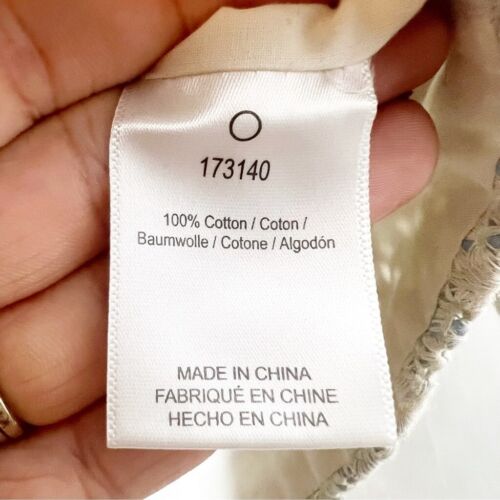 173140
100% Cotton / Coton /
Baumwolle / Cotone / Algodón
MADE IN CHINA
FABRIQUÉ EN CHINE
HECHO EN CHINA